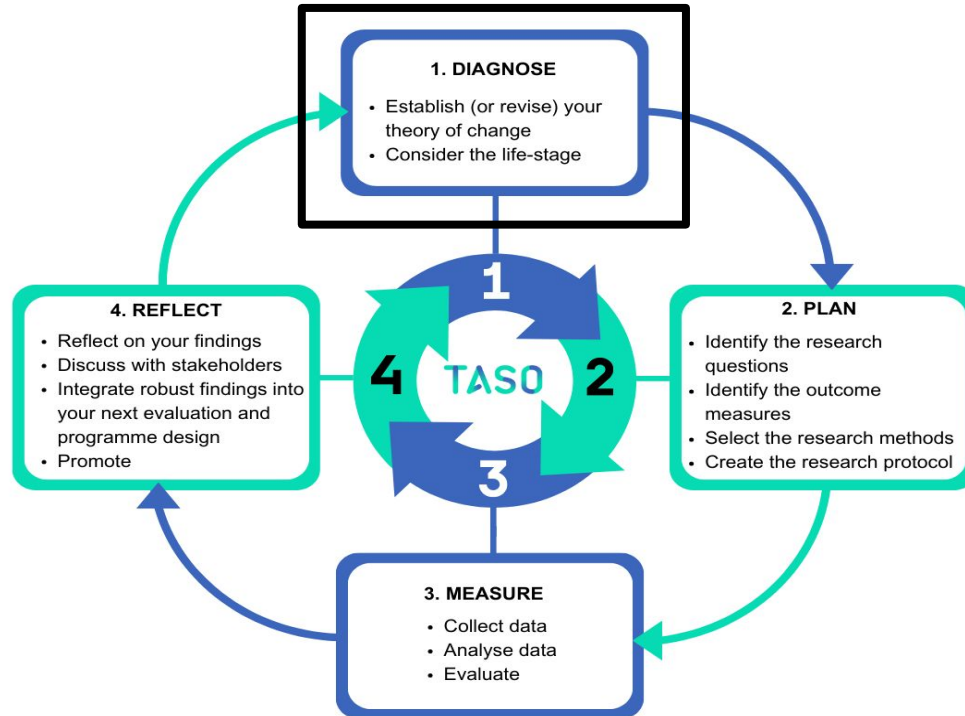 1. DIAGNOSE
• Establish (or revise) your
theory of change
• Consider the life-stage
2. PLAN
• Identify the research
questions
• Identify the outcome
measures
• Select the research methods
• Create the research protocol
3. MEASURE
• Collect data
• Analyse data
• Evaluate
4. REFLECT
• Reflect on your findings
• Discuss with stakeholders
• Integrate robust findings into
your next evaluation and
programme design
• Promote
1
2
3
4
TASO